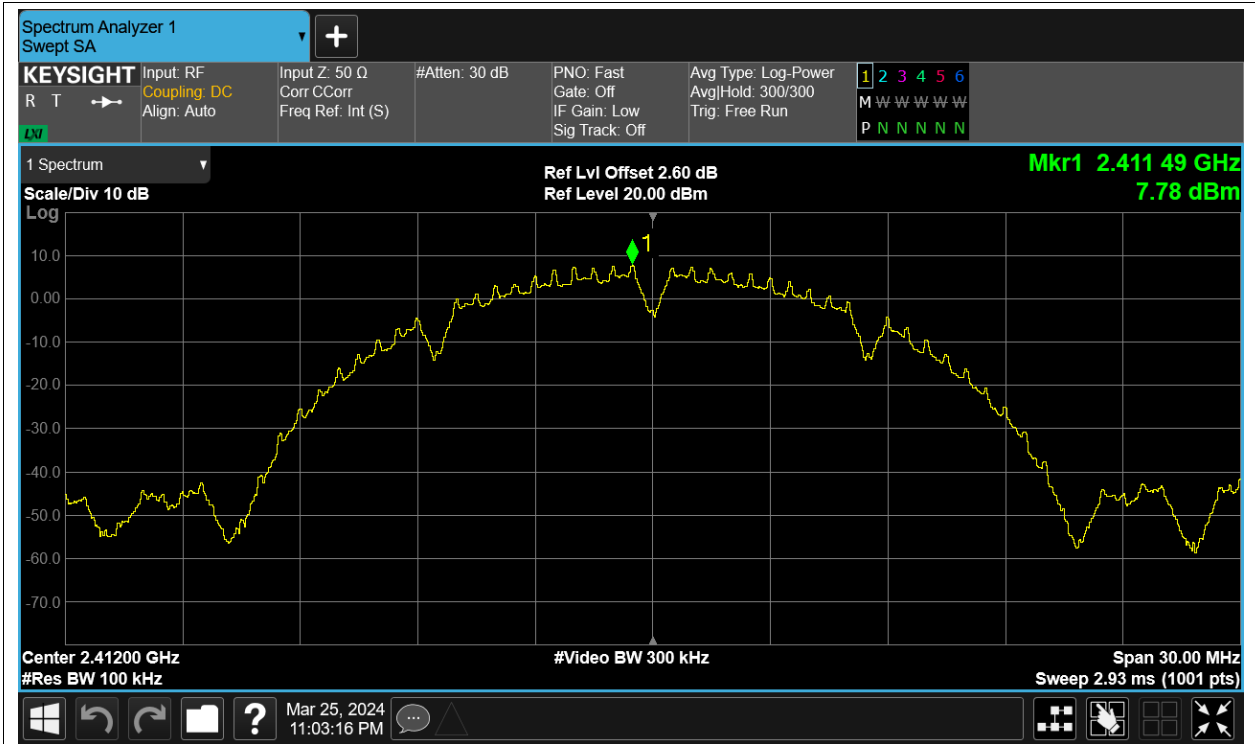 Spectrum Analyzer 1
Swept SA
KEYSIGHT
R T
LXI
Input: RF
Coupling: DC
Align: Auto
Input Z: 50 Ω
Corr CCorr
Freq Ref: Int (S)
#Atten: 30 dB
PNO: Fast
Gate: Off
IF Gain: Low
Sig Track: Off
Avg Type: Log-Power
Avg|Hold: 300/300
Trig: Free Run
1 2 3 4 5 6
M W W W W W
P N N N N N
1 Spectrum
Scale/Div 10 dB
Log
Ref Lvl Offset 2.60 dB
Ref Level 20.00 dBm
Mkr1 2.411 49 GHz
7.78 dBm
1
10.0
0.00
-10.0
-20.0
-30.0
-40.0
-50.0
-60.0
-70.0
Center 2.41200 GHz
#Res BW 100 kHz
#Video BW 300 kHz
Span 30.00 MHz
Sweep 2.93 ms (1001 pts)
?
Mar 25, 2024
11:03:16 PM